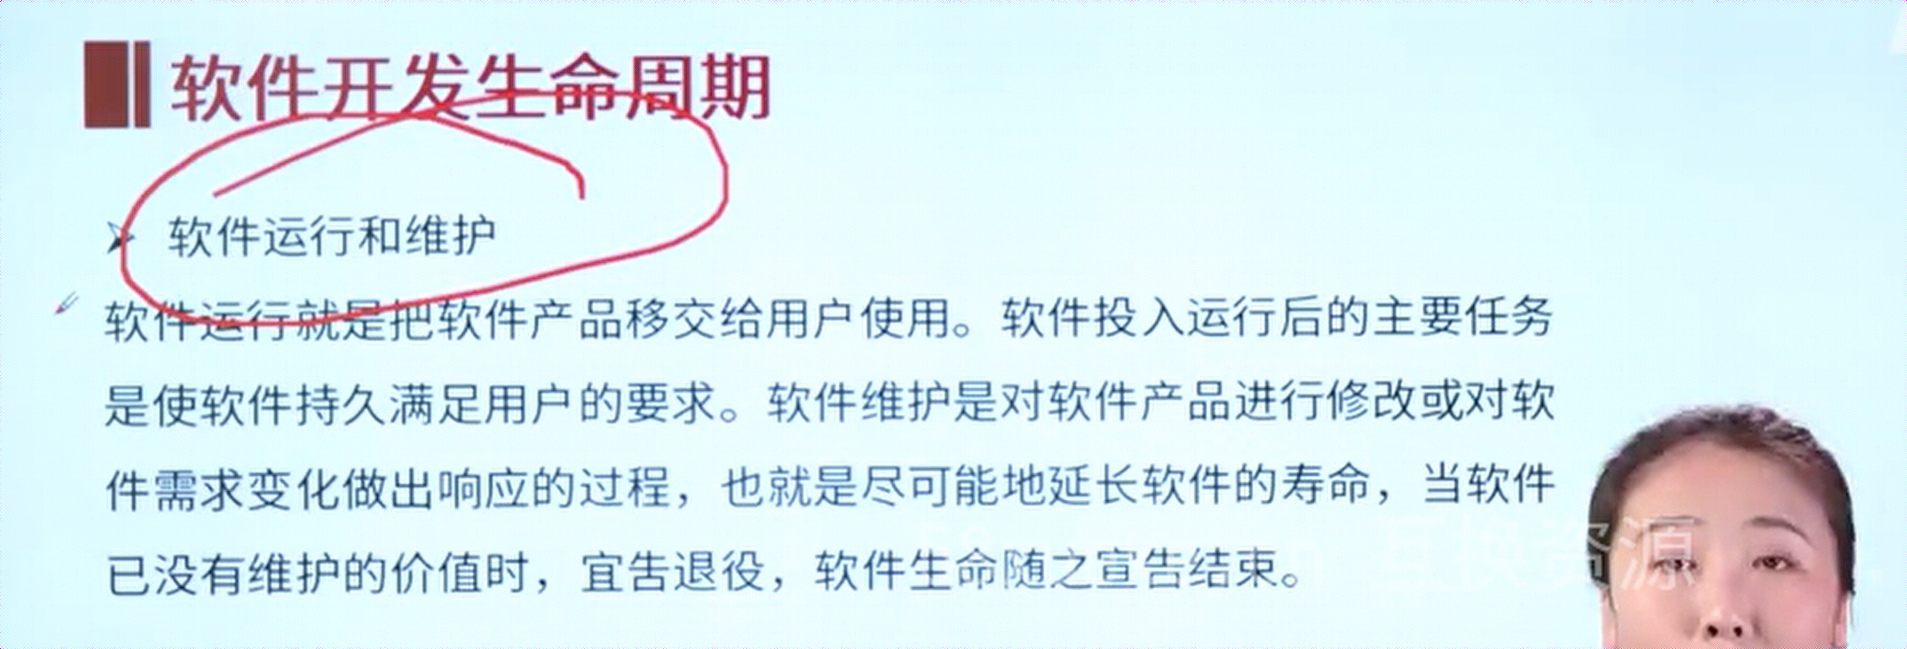 软件开发生命周期
软件运行和维护
软件运行就是把软件产品移交给用户使用。软件投入运行后的主要任务
是使软件持久满足用户的要求。软件维护是对软件产品进行修改或对软
件需求变化做出响应的过程，也就是尽可能地延长软件的寿命，当软件
已没有维护的价值时，宜告退役，软件生命随之宣告结束。
互换资源